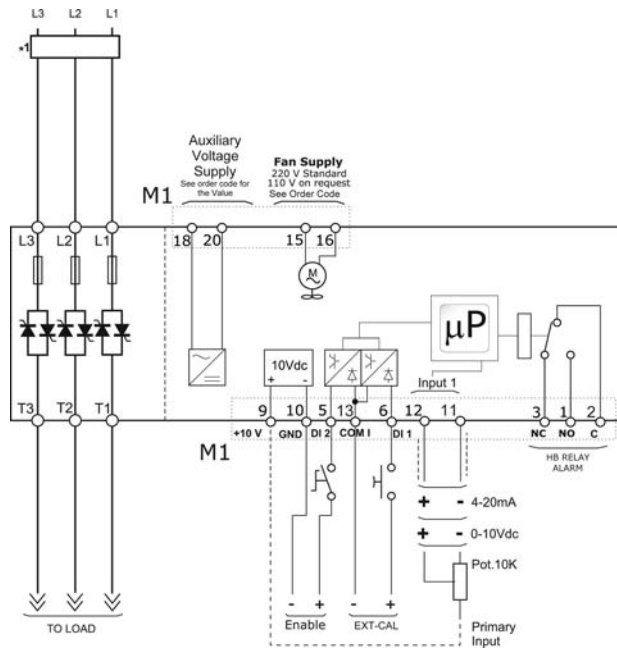 L3 L2 L1
*1
Auxiliary
Voltage
Supply
See order code for
the Value
Fan Supply
220 V Standard
110 V on request
See Order Code
M1
L3 L2 L1
18 20 15 16
M
µP
10Vdc
+ -
Input 1
T3 T2 T1
9 10 5 13 6 12 11 3 1 2
+10 V GND DI 2 COM I DI 1 NC NO C
M1
HB RELAY
ALARM
+ - 4-20mA
+ - 0-10Vdc
Pot.10K
- + - +
Enable EXT-CAL
TO LOAD
Primary
Input